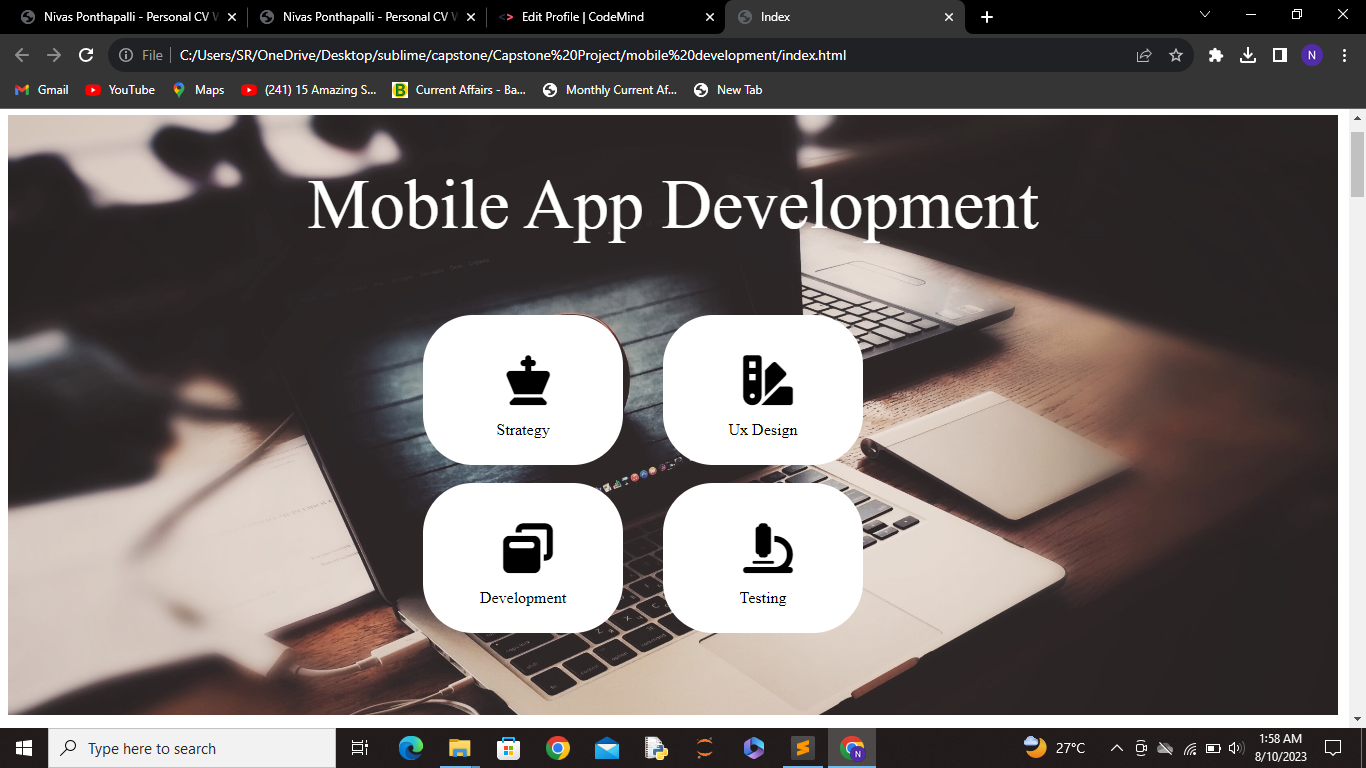 Nivas Ponthapalli - Personal CV W
Nivas Ponthapalli - Personal CV W
Edit Profile | CodeMind
Index
File
C:/Users/SR/OneDrive/Desktop/sublime/capstone/Capstone%20Project/mobile%20development/index.html
N
Gmail
YouTube
Maps
(241) 15 Amazing S...
Current Affairs - Ba...
Monthly Current Af...
New Tab
Mobile App Development
Strategy
Ux Design
Development
Testing
Type here to search
27°C
1:58 AM
8/10/2023